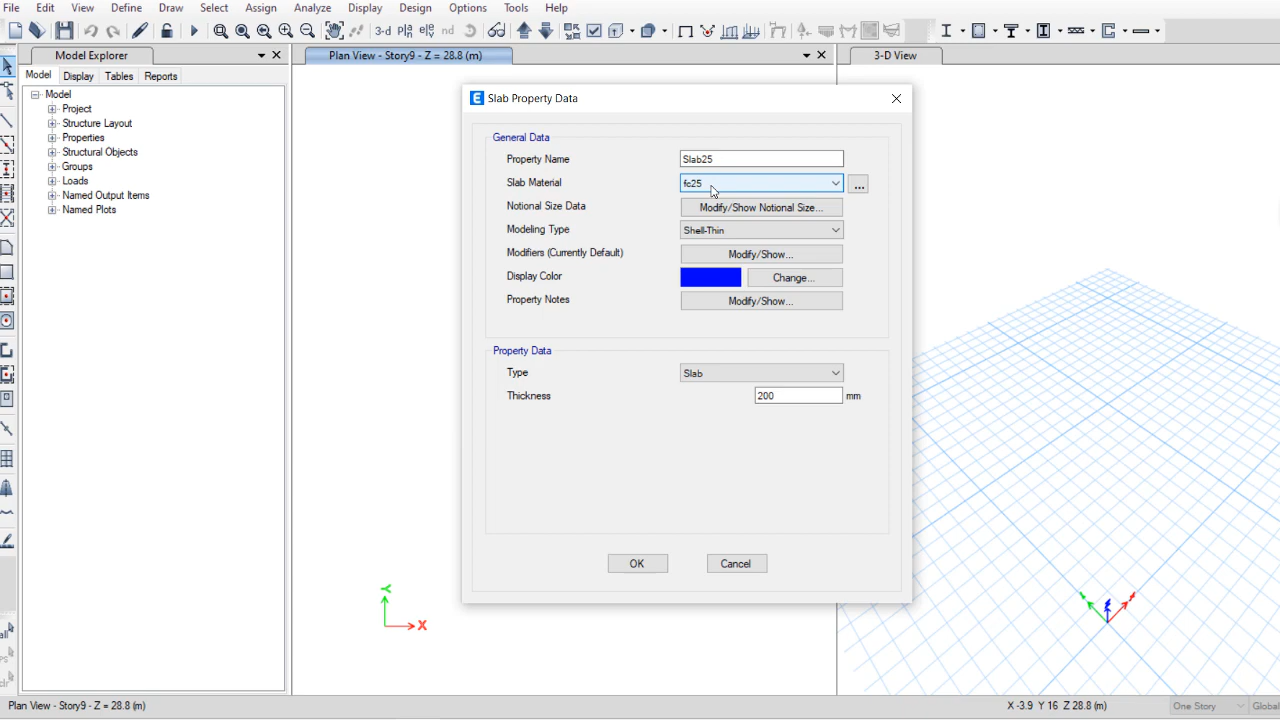 File Edit View Define Draw Select Assign Analyze Display Design Options Tools Help
3-d nd
Model Explorer
Plan View - Story9 - Z = 28.8 (m)
3-D View
Model Display Tables Reports
Model
Project
Structure Layout
Properties
Structural Objects
Groups
Loads
Named Output Items
Named Plots
E Slab Property Data
General Data
Property Name Slab25
Slab Material fc25 ...
Notional Size Data Modify/Show Notional Size...
Modeling Type Shell-Thin
Modifiers (Currently Default) Modify/Show...
Display Color Change...
Property Notes Modify/Show...
Property Data
Type Slab
Thickness 200 mm
OK Cancel
Y
X
all
Plan View - Story9 - Z = 28.8 (m)
X -3.9 Y 16 Z 28.8 (m)
One Story
Global